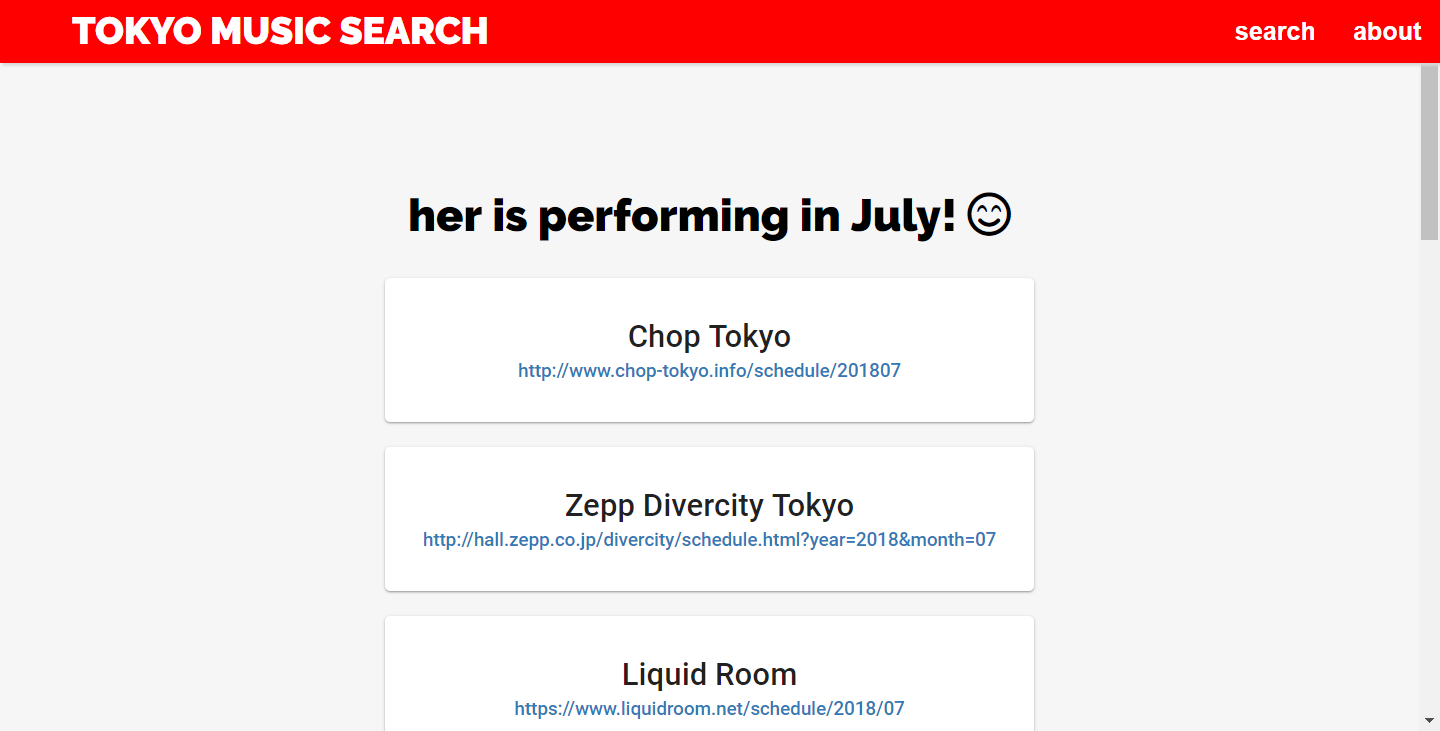 TOKYO MUSIC SEARCH
search
about
her is performing in July! 😊
Chop Tokyo
http://www.chop-tokyo.info/schedule/201807
Zepp Divercity Tokyo
http://hall.zepp.co.jp/divercity/schedule.html?year=2018&month=07
Liquid Room
https://www.liquidroom.net/schedule/2018/07